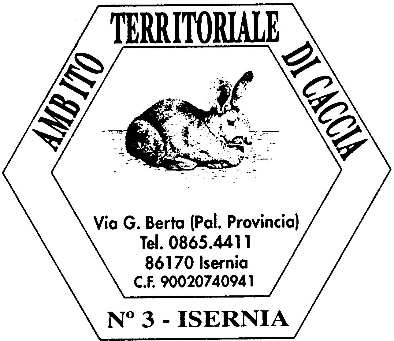 AMBITO TERRITORIALE DI CACCIA
Via G. Berta (Pal. Provincia)
Tel. 0865.4411
86170 Isernia
C.F. 90020740941
N° 3 - ISERNIA